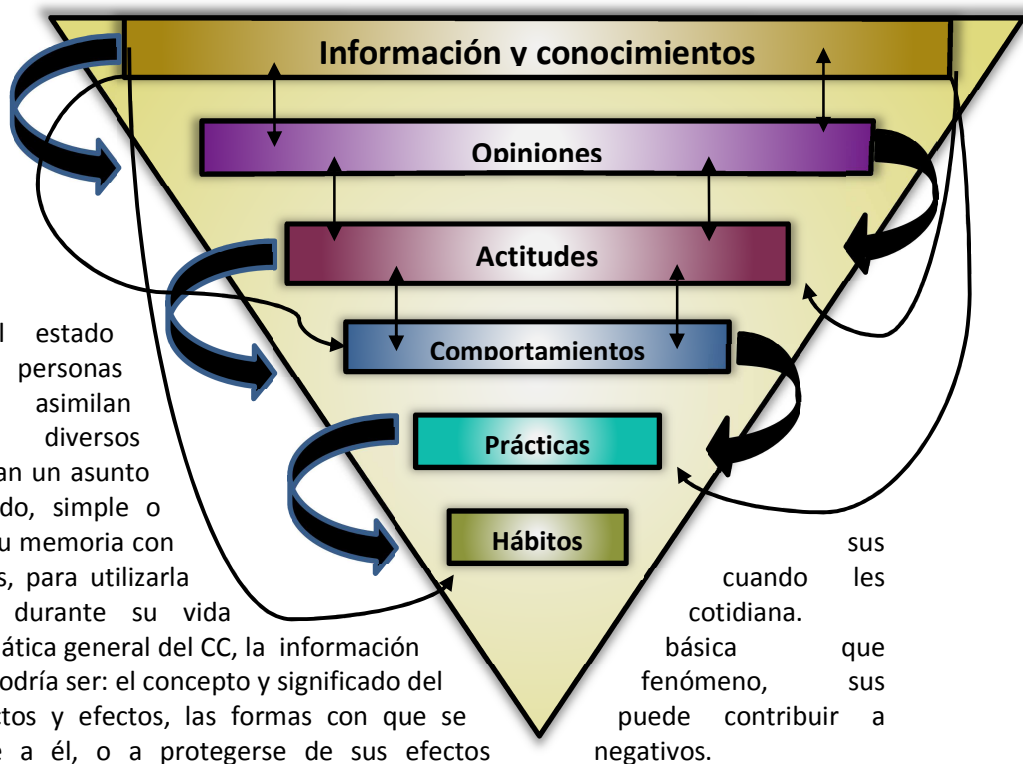 Información y conocimientos
Opiniones
Actitudes
Comportamientos
Prácticas
Hábitos
estado
personas
asimilan
diversos
an un asunto
do, simple o
u memoria con sus
s, para utilizarla cuando les
durante su vida cotidiana.
ática general del CC, la información básica que
odría ser: el concepto y significado del fenómeno, sus
ctos y efectos, las formas con que se puede contribuir a
e a él, o a protegerse de sus efectos negativos.